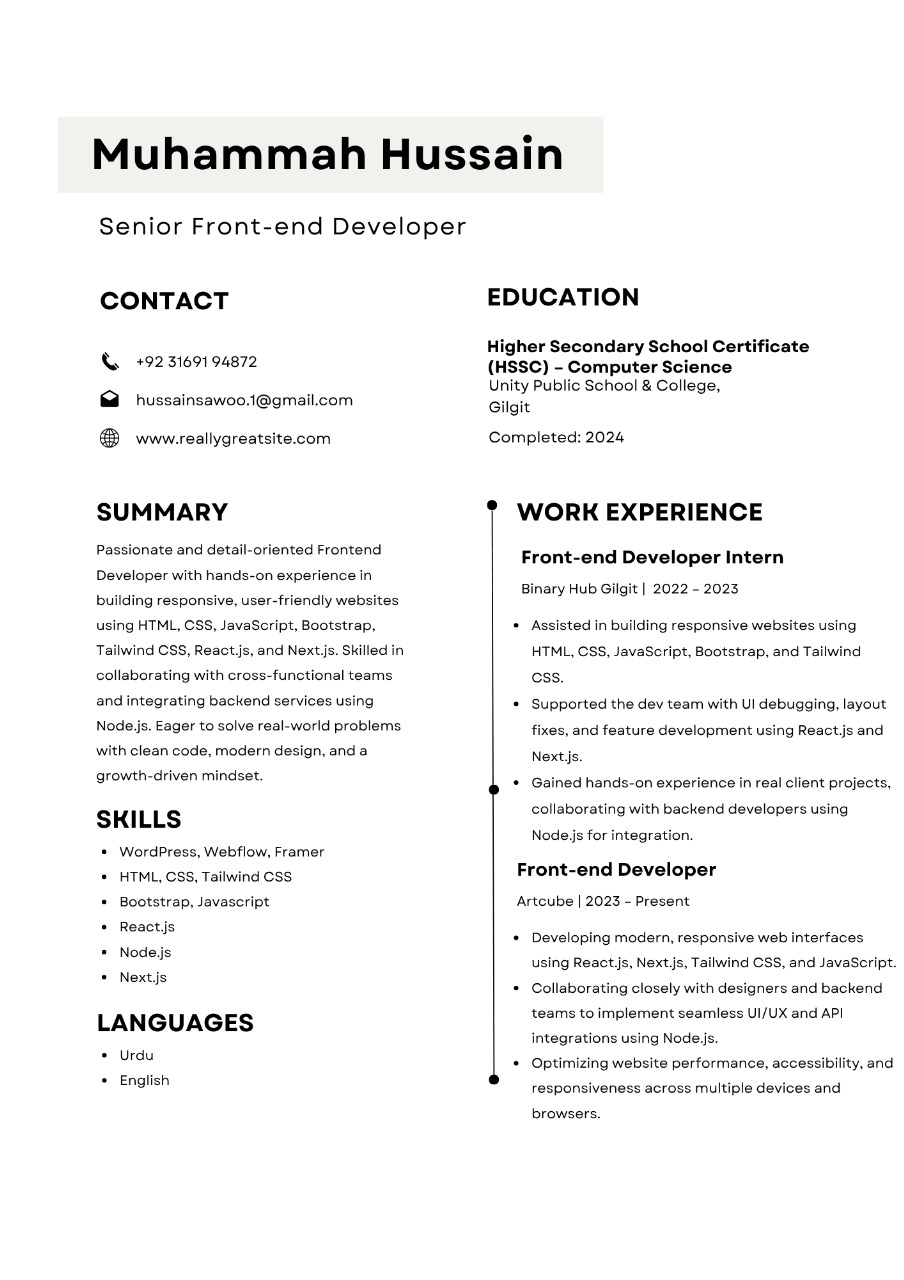 Muhammah Hussain
Senior Front-end Developer
CONTACT
+92 31691 94872
hussainsawoo.1@gmail.com
www.reallygreatsite.com
EDUCATION
Higher Secondary School Certificate
(HSSC) – Computer Science
Unity Public School & College,
Gilgit
Completed: 2024
SUMMARY
Passionate and detail-oriented Frontend
Developer with hands-on experience in
building responsive, user-friendly websites
using HTML, CSS, JavaScript, Bootstrap,
Tailwind CSS, React.js, and Next.js. Skilled in
collaborating with cross-functional teams
and integrating backend services using
Node.js. Eager to solve real-world problems
with clean code, modern design, and a
growth-driven mindset.
SKILLS
• WordPress, Webflow, Framer
• HTML, CSS, Tailwind CSS
• Bootstrap, Javascript
• React.js
• Node.js
• Next.js
LANGUAGES
• Urdu
• English
WORK EXPERIENCE
Front-end Developer Intern
Binary Hub Gilgit | 2022 – 2023
• Assisted in building responsive websites using
HTML, CSS, JavaScript, Bootstrap, and Tailwind
CSS.
• Supported the dev team with UI debugging, layout
fixes, and feature development using React.js and
Next.js.
• Gained hands-on experience in real client projects,
collaborating with backend developers using
Node.js for integration.
Front-end Developer
Artcube | 2023 – Present
• Developing modern, responsive web interfaces
using React.js, Next.js, Tailwind CSS, and JavaScript.
• Collaborating closely with designers and backend
teams to implement seamless UI/UX and API
integrations using Node.js.
• Optimizing website performance, accessibility, and
responsiveness across multiple devices and
browsers.